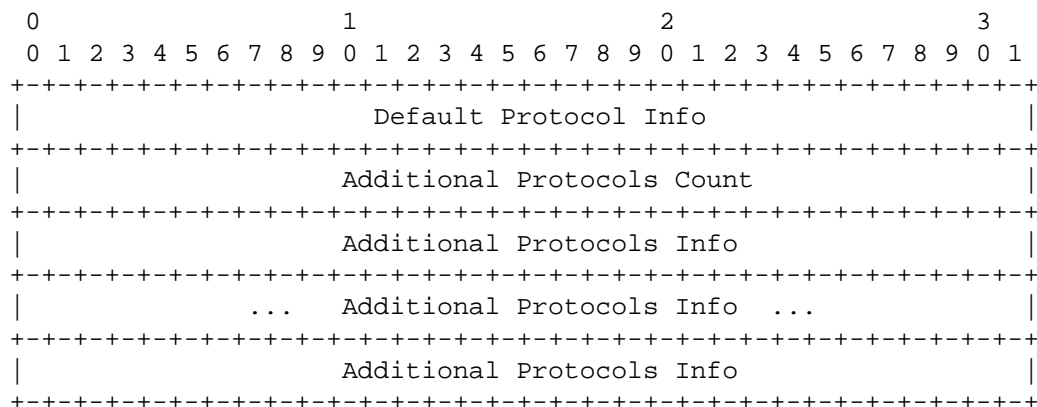 0                   1                   2                   3
 0 1 2 3 4 5 6 7 8 9 0 1 2 3 4 5 6 7 8 9 0 1 2 3 4 5 6 7 8 9 0 1
+-+-+-+-+-+-+-+-+-+-+-+-+-+-+-+-+-+-+-+-+-+-+-+-+-+-+-+-+-+-+-+-+
|                      Default Protocol Info                    |
+-+-+-+-+-+-+-+-+-+-+-+-+-+-+-+-+-+-+-+-+-+-+-+-+-+-+-+-+-+-+-+-+
|                    Additional Protocols Count                 |
+-+-+-+-+-+-+-+-+-+-+-+-+-+-+-+-+-+-+-+-+-+-+-+-+-+-+-+-+-+-+-+-+
|                    Additional Protocols Info                  |
+-+-+-+-+-+-+-+-+-+-+-+-+-+-+-+-+-+-+-+-+-+-+-+-+-+-+-+-+-+-+-+-+
|              ...   Additional Protocols Info  ...             |
+-+-+-+-+-+-+-+-+-+-+-+-+-+-+-+-+-+-+-+-+-+-+-+-+-+-+-+-+-+-+-+-+
|                    Additional Protocols Info                  |
+-+-+-+-+-+-+-+-+-+-+-+-+-+-+-+-+-+-+-+-+-+-+-+-+-+-+-+-+-+-+-+-+